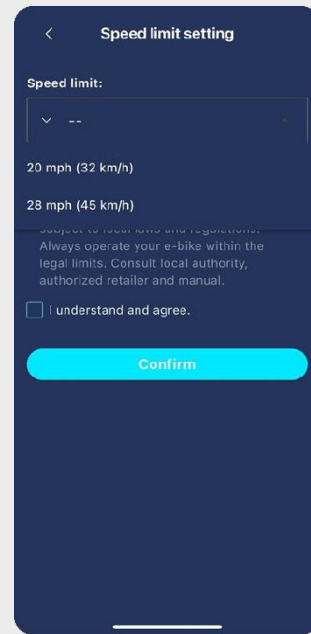 Speed limit setting
Speed limit:
--
20 mph (32 km/h)
28 mph (45 km/h)
subject to local laws and regulations.
Always operate your e-bike within the
legal limits. Consult local authority,
authorized retailer and manual.
I understand and agree.
Confirm